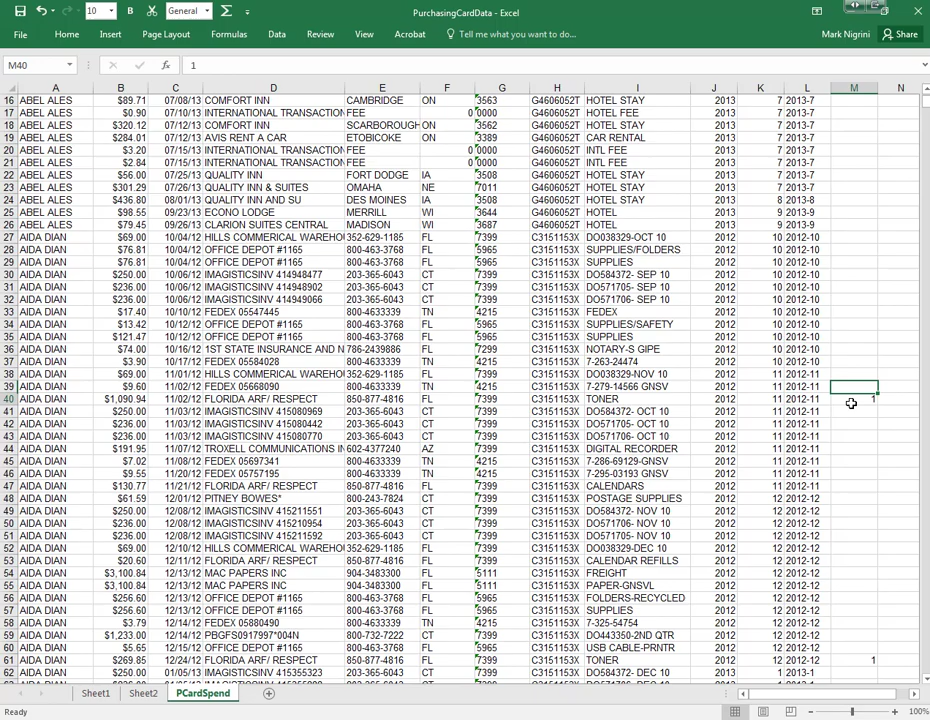 10 B General Σ
PurchasingCardData - Excel
File Home Insert Page Layout Formulas Data Review View Acrobat Tell me what you want to do... Mark Nigrini Share
M40 fx 1
A B C D E F G H I J K L M N
16 ABEL ALES $89.71 07/08/13 COMFORT INN CAMBRIDGE ON 3563 G4606052T HOTEL STAY 2013 7 2013-7
17 ABEL ALES $0.90 07/10/13 INTERNATIONAL TRANSACTION FEE 0 0000 G4606052T HOTEL FEE 2013 7 2013-7
18 ABEL ALES $320.12 07/12/13 COMFORT INN SCARBOROUGH ON 3562 G4606052T HOTEL STAY 2013 7 2013-7
19 ABEL ALES $284.01 07/12/13 AVIS RENT A CAR ETOBICOKE ON 3389 G4606052T CAR RENTAL 2013 7 2013-7
20 ABEL ALES $3.20 07/15/13 INTERNATIONAL TRANSACTION FEE 0 0000 G4606052T INTL FEE 2013 7 2013-7
21 ABEL ALES $2.84 07/15/13 INTERNATIONAL TRANSACTION FEE 0 0000 G4606052T INTL FEE 2013 7 2013-7
22 ABEL ALES $56.00 07/25/13 QUALITY INN FORT DODGE IA 3508 G4606052T HOTEL STAY 2013 7 2013-7
23 ABEL ALES $301.29 07/26/13 QUALITY INN & SUITES OMAHA NE 7011 G4606052T HOTEL STAY 2013 7 2013-7
24 ABEL ALES $436.80 08/01/13 QUALITY INN AND SU DES MOINES IA 3508 G4606052T HOTEL STAY 2013 8 2013-8
25 ABEL ALES $98.55 09/23/13 ECONO LODGE MERRILL WI 3644 G4606052T HOTEL 2013 9 2013-9
26 ABEL ALES $79.45 09/26/13 CLARION SUITES CENTRAL MADISON WI 3687 G4606052T HOTEL 2013 9 2013-9
27 AIDA DIAN $69.00 10/04/12 HILLS COMMERICAL WAREHO 352-629-1185 FL 7399 C3151153X DO038329-OCT 10 2012 10 2012-10
28 AIDA DIAN $76.81 10/04/12 OFFICE DEPOT #1165 800-463-3768 FL 5965 C3151153X SUPPLIES/FOLDERS 2012 10 2012-10
29 AIDA DIAN $76.81 10/04/12 OFFICE DEPOT #1165 800-463-3768 FL 5965 C3151153X SUPPLIES 2012 10 2012-10
30 AIDA DIAN $250.00 10/06/12 IMAGISTICSINV 414948477 203-365-6043 CT 7399 C3151153X DO584372- SEP 10 2012 10 2012-10
31 AIDA DIAN $236.00 10/06/12 IMAGISTICSINV 414948902 203-365-6043 CT 7399 C3151153X DO571705- SEP 10 2012 10 2012-10
32 AIDA DIAN $236.00 10/06/12 IMAGISTICSINV 414949066 203-365-6043 CT 7399 C3151153X DO571706- SEP 10 2012 10 2012-10
33 AIDA DIAN $17.40 10/10/12 FEDEX 05547445 800-4633339 TN 4215 C3151153X FEDEX 2012 10 2012-10
34 AIDA DIAN $13.42 10/12/12 OFFICE DEPOT #1165 800-463-3768 FL 5965 C3151153X SUPPLIES/SAFETY 2012 10 2012-10
35 AIDA DIAN $121.47 10/12/12 OFFICE DEPOT #1165 800-463-3768 FL 5965 C3151153X SUPPLIES 2012 10 2012-10
36 AIDA DIAN $74.00 10/16/12 1ST STATE INSURANCE AND N 786-2439886 FL 7299 C3151153X NOTARY-S GIPE 2012 10 2012-10
37 AIDA DIAN $3.90 10/17/12 FEDEX 05584028 800-4633339 TN 4215 C3151153X 7-263-24474 2012 10 2012-10
38 AIDA DIAN $69.00 11/01/12 HILLS COMMERICAL WAREHO 352-629-1185 FL 7399 C3151153X DO038329-NOV 10 2012 11 2012-11
39 AIDA DIAN $9.60 11/02/12 FEDEX 05668090 800-4633339 TN 4215 C3151153X 7-279-14566 GNSV 2012 11 2012-11
40 AIDA DIAN $1,090.94 11/02/12 FLORIDA ARF/ RESPECT 850-877-4816 FL 7399 C3151153X TONER 2012 11 2012-11 1
41 AIDA DIAN $250.00 11/03/12 IMAGISTICSINV 415080969 203-365-6043 CT 7399 C3151153X DO584372- OCT 10 2012 11 2012-11
42 AIDA DIAN $236.00 11/03/12 IMAGISTICSINV 415080442 203-365-6043 CT 7399 C3151153X DO571706- OCT 10 2012 11 2012-11
43 AIDA DIAN $236.00 11/03/12 IMAGISTICSINV 415080770 203-365-6043 CT 7399 C3151153X DO571705- OCT 10 2012 11 2012-11
44 AIDA DIAN $191.95 11/07/12 TROXELL COMMUNICATIONS IN 602-4377240 AZ 7399 C3151153X DIGITAL RECORDER 2012 11 2012-11
45 AIDA DIAN $7.02 11/08/12 FEDEX 05697341 800-4633339 TN 4215 C3151153X 7-286-69129-GNSV 2012 11 2012-11
46 AIDA DIAN $9.55 11/19/12 FEDEX 05757195 800-4633339 TN 4215 C3151153X 7-295-03159 GNSV 2012 11 2012-11
47 AIDA DIAN $130.77 11/21/12 FLORIDA ARF/ RESPECT 850-877-4816 FL 7399 C3151153X CALENDARS 2012 11 2012-11
48 AIDA DIAN $61.59 12/01/12 PITNEY BOWES* 800-243-7824 CT 7399 C3151153X POSTAGE SUPPLIES 2012 12 2012-12
49 AIDA DIAN $250.00 12/08/12 IMAGISTICSINV 415211551 203-365-6043 CT 7399 C3151153X DO584372- NOV 10 2012 12 2012-12
50 AIDA DIAN $236.00 12/08/12 IMAGISTICSINV 415210954 203-365-6043 CT 7399 C3151153X DO571706- NOV 10 2012 12 2012-12
51 AIDA DIAN $236.00 12/08/12 IMAGISTICSINV 415211592 203-365-6043 CT 7399 C3151153X DO571705- NOV 10 2012 12 2012-12
52 AIDA DIAN $69.00 12/10/12 HILLS COMMERICAL WAREHO 352-629-1185 FL 7399 C3151153X DO038329-DEC 10 2012 12 2012-12
53 AIDA DIAN $20.60 12/11/12 FLORIDA ARF/ RESPECT 850-877-4816 FL 7399 C3151153X CALENDAR REFILLS 2012 12 2012-12
54 AIDA DIAN $3,100.84 12/13/12 MAC PAPERS INC 904-3483300 FL 5111 C3151153X FREIGHT 2012 12 2012-12
55 AIDA DIAN $3,100.84 12/13/12 MAC PAPERS INC 904-3483300 FL 5111 C3151153X PAPER-GNSVL 2012 12 2012-12
56 AIDA DIAN $256.60 12/13/12 OFFICE DEPOT #1165 800-463-3768 FL 5965 C3151153X FOLDERS-RECYCLED 2012 12 2012-12
57 AIDA DIAN $256.60 12/13/12 OFFICE DEPOT #1165 800-463-3768 FL 5965 C3151153X SUPPLIES 2012 12 2012-12
58 AIDA DIAN $3.79 12/14/12 FEDEX 05880490 800-4633339 TN 4215 C3151153X 7-325-54754 2012 12 2012-12
59 AIDA DIAN $1,233.00 12/14/12 PBGFS0917997*004N 800-732-7222 CT 7399 C3151153X DO443350-2ND QTR 2012 12 2012-12
60 AIDA DIAN $15.65 12/17/12 OFFICE DEPOT #1165 800-463-3768 FL 5965 C3151153X USB CABLE-PRNTR 2012 12 2012-12
61 AIDA DIAN $269.85 12/24/12 FLORIDA ARF/ RESPECT 850-877-4816 FL 7399 C3151153X TONER 2012 12 2012-12 1
62 AIDA DIAN $250.00 01/05/13 IMAGISTICSINV 415355323 203-365-6043 CT 7399 C3151153X DO584372- DEC 10 2013 1 2013-1
Sheet1 Sheet2 PCardSpend
Ready 100%